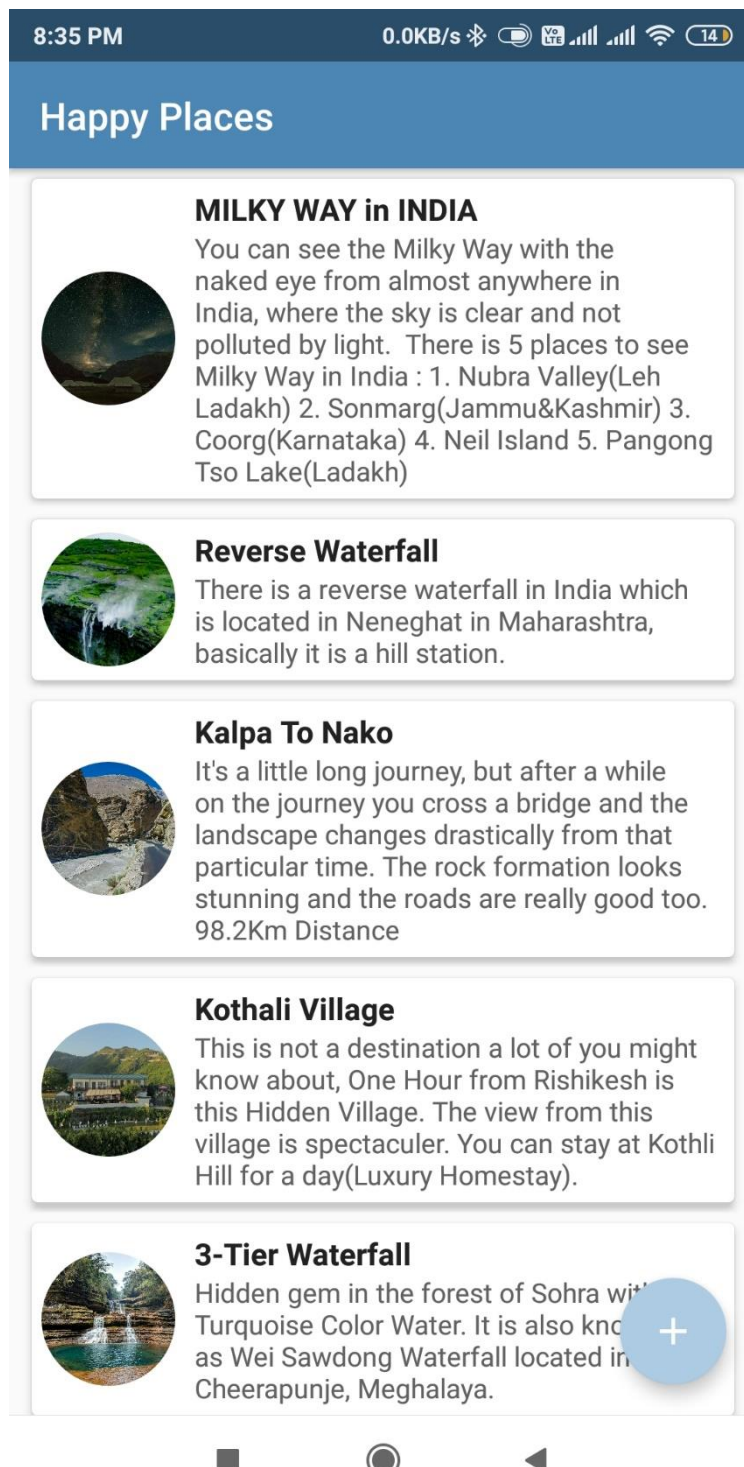 8:35 PM 0.0KB/s Vo LTE 14
Happy Places
MILKY WAY in INDIA
You can see the Milky Way with the
naked eye from almost anywhere in
India, where the sky is clear and not
polluted by light.  There is 5 places to see
Milky Way in India : 1. Nubra Valley(Leh
Ladakh) 2. Sonmarg(Jammu&Kashmir) 3.
Coorg(Karnataka) 4. Neil Island 5. Pangong
Tso Lake(Ladakh)
Reverse Waterfall
There is a reverse waterfall in India which
is located in Neneghat in Maharashtra,
basically it is a hill station.
Kalpa To Nako
It's a little long journey, but after a while
on the journey you cross a bridge and the
landscape changes drastically from that
particular time. The rock formation looks
stunning and the roads are really good too.
98.2Km Distance
Kothali Village
This is not a destination a lot of you might
know about, One Hour from Rishikesh is
this Hidden Village. The view from this
village is spectaculer. You can stay at Kothli
Hill for a day(Luxury Homestay).
3-Tier Waterfall
Hidden gem in the forest of Sohra
Turquoise Color Water. It is also
as Wei Sawdong Waterfall located in
Cheerapunje, Meghalaya.
+